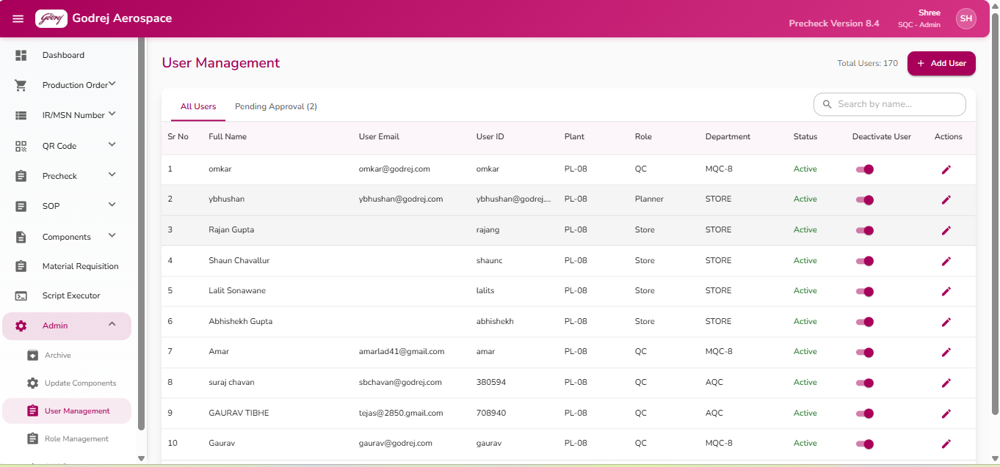 Godrej Godrej Aerospace
Precheck Version 8.4
Shree
SQC - Admin
SH
Dashboard
Production Order
IR/MSN Number
QR Code
Precheck
SOP
Components
Material Requisition
Script Executor
Admin
Archive
Update Components
User Management
Role Management
User Management
Total Users: 170
+ Add User
All Users Pending Approval (2)
Search by name...
Sr No Full Name User Email User ID Plant Role Department Status Deactivate User Actions
1 omkar omkar@godrej.com omkar PL-08 QC MQC-8 Active
2 ybhushan ybhushan@godrej.com ybhushan@godrej.... PL-08 Planner STORE Active
3 Rajan Gupta rajang PL-08 Store STORE Active
4 Shaun Chavallur shaunc PL-08 Store STORE Active
5 Lalit Sonawane lalits PL-08 Store STORE Active
6 Abhishekh Gupta abhishekh PL-08 Store STORE Active
7 Amar amarlad41@gmail.com amar PL-08 QC MQC-8 Active
8 suraj chavan sbchavan@godrej.com 380594 PL-08 QC AQC Active
9 GAURAV TIBHE tejas@2850.gmail.com 708940 PL-08 QC AQC Active
10 Gaurav gaurav@godrej.com gaurav PL-08 QC MQC-8 Active